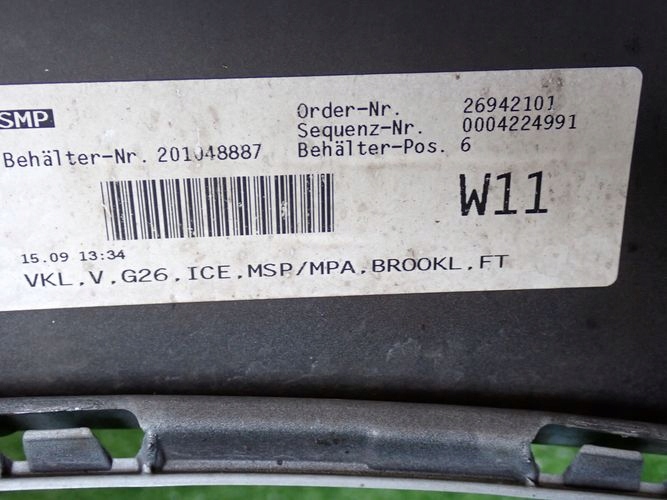 SMP
Order-Nr. 26942101
Sequenz-Nr. 0004224991
Behälter-Nr. 201048887 Behälter-Pos. 6
W11
15.09 13:34
VKL,V,G26,ICE,MSP/MPA,BROOKL,FT